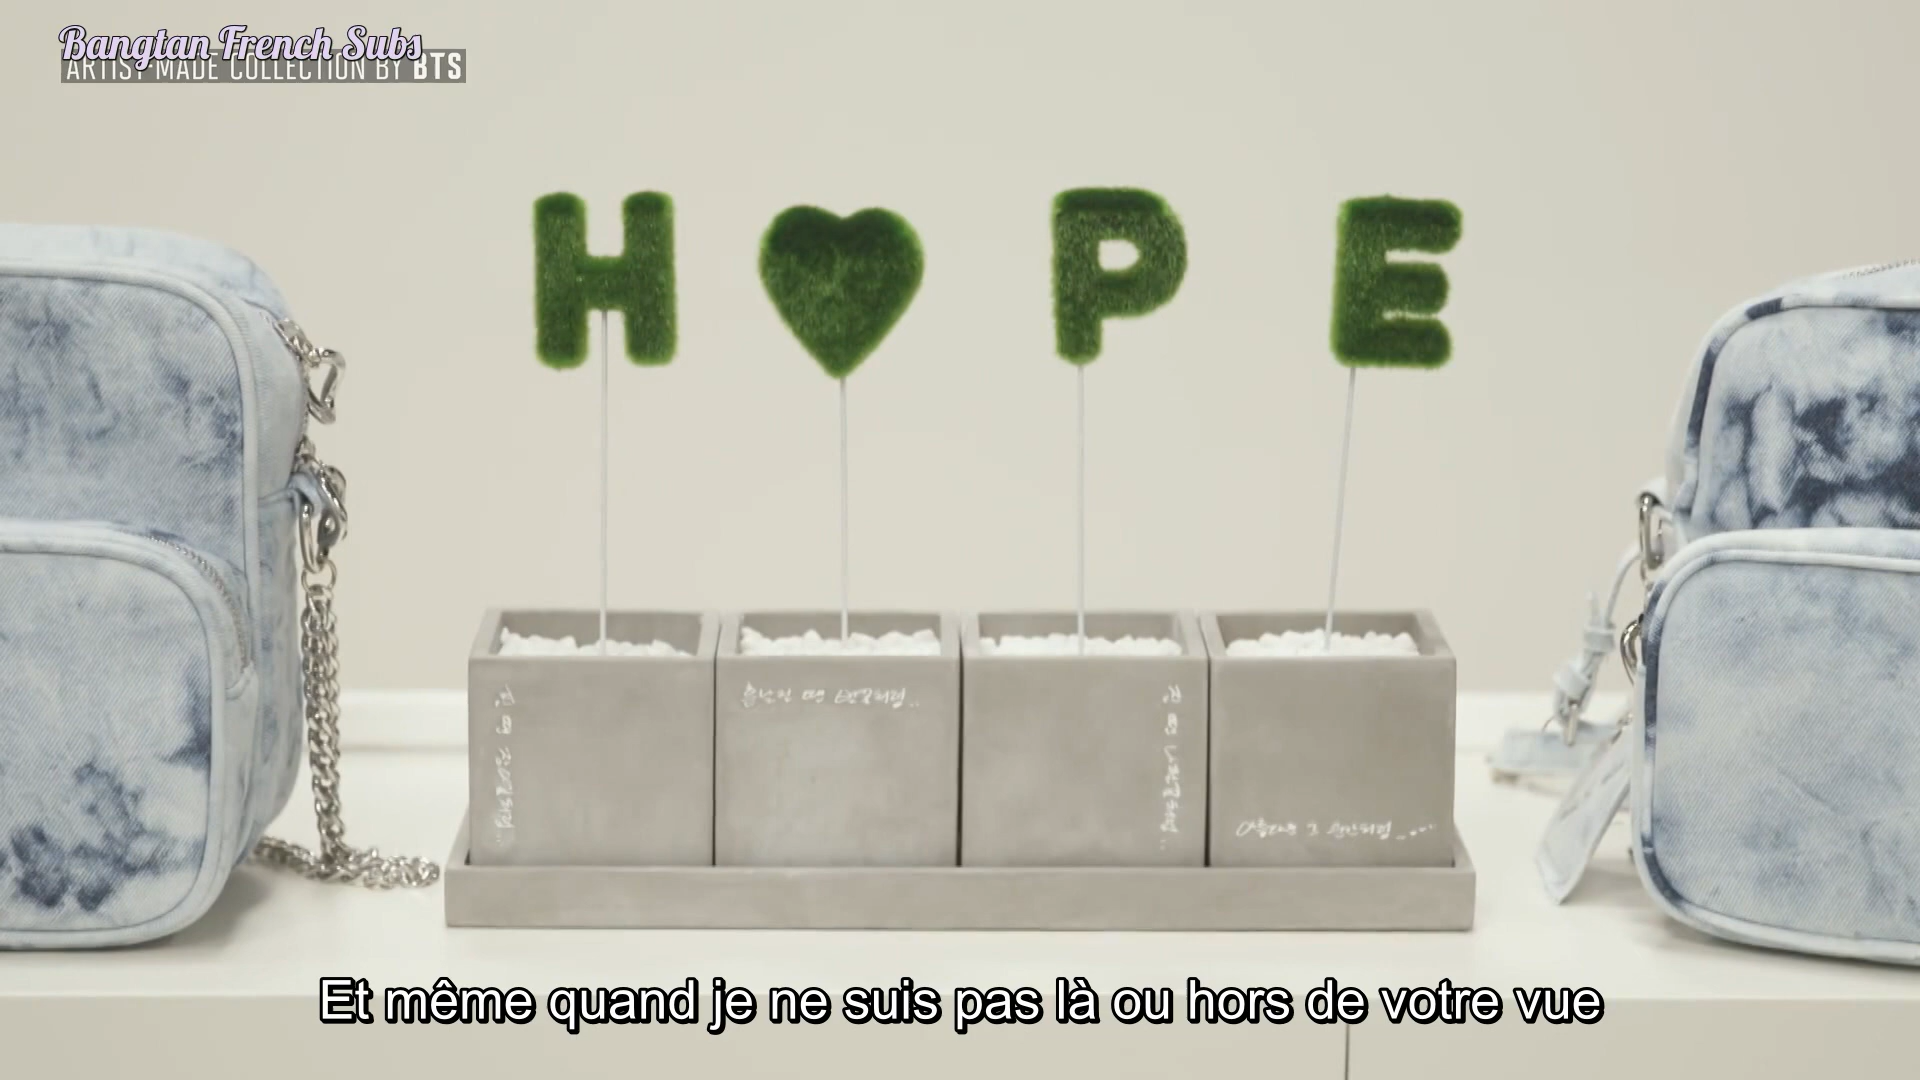 Bangtan French Subs
ARTIST-MADE COLLECTION BY BTS
H♥PE
Et même quand je ne suis pas là ou hors de votre vue